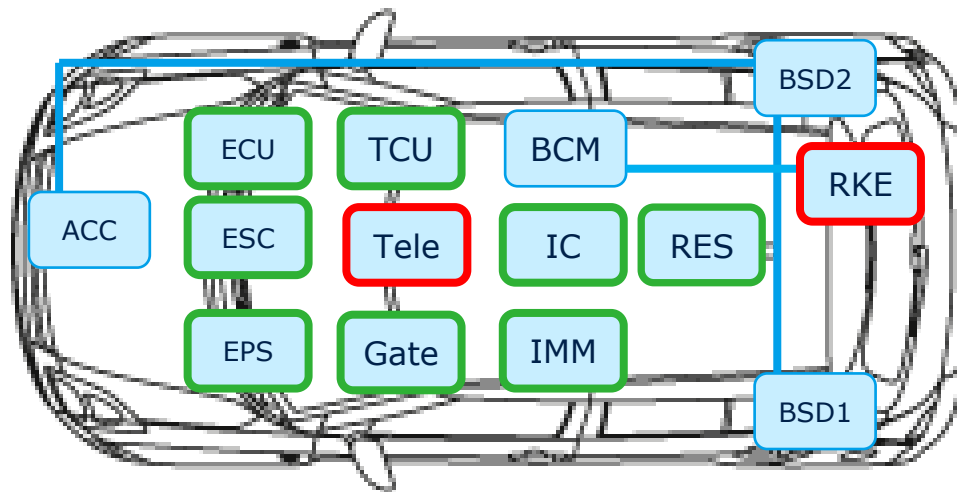 BSD2
ECU
TCU
BCM
RKE
ACC
ESC
Tele
IC
RES
EPS
Gate
IMM
BSD1